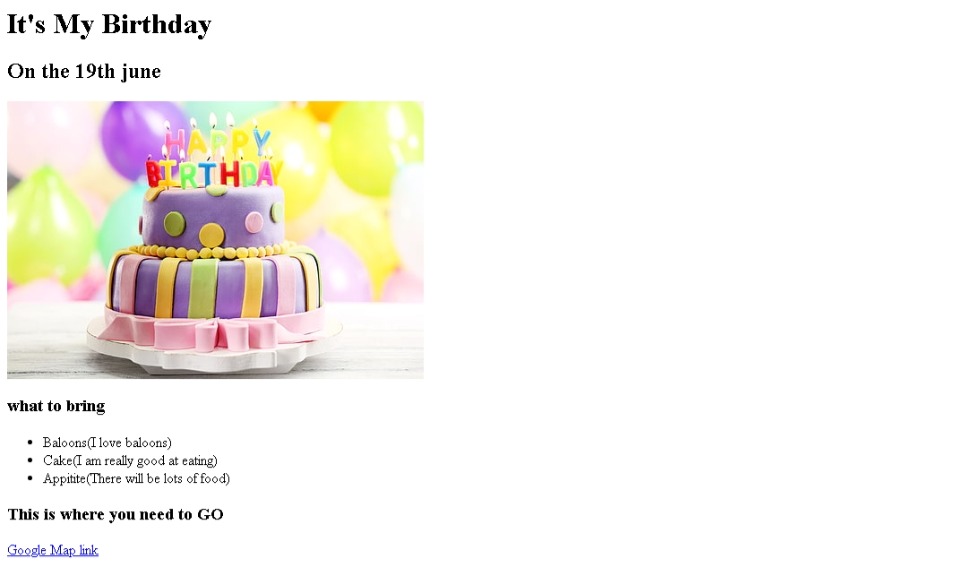 It's My Birthday
On the 19th june
HAPPY
BIRTHDAY
what to bring
Baloons(I love baloons)
Cake(I am really good at eating)
Appitite(There will be lots of food)
This is where you need to GO
Google Map link